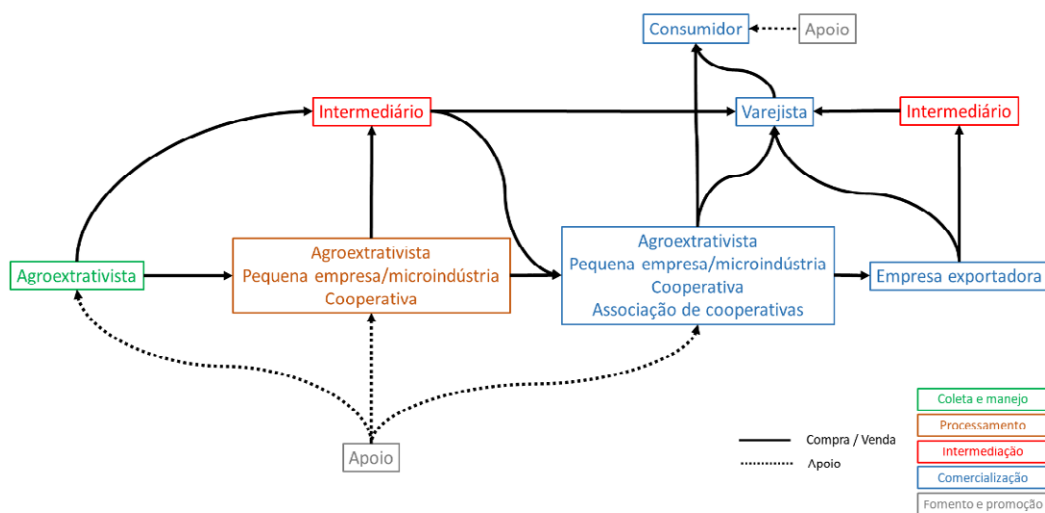 Consumidor
Apoio
Intermediário
Varejista
Intermediário
Agroextrativista
Agroextrativista
Pequena empresa/microindústria
Cooperativa
Agroextrativista
Pequena empresa/microindústria
Cooperativa
Associação de cooperativas
Empresa exportadora
Apoio
Compra / Venda
Apoio
Coleta e manejo
Processamento
Intermediação
Comercialização
Fomento e promoção